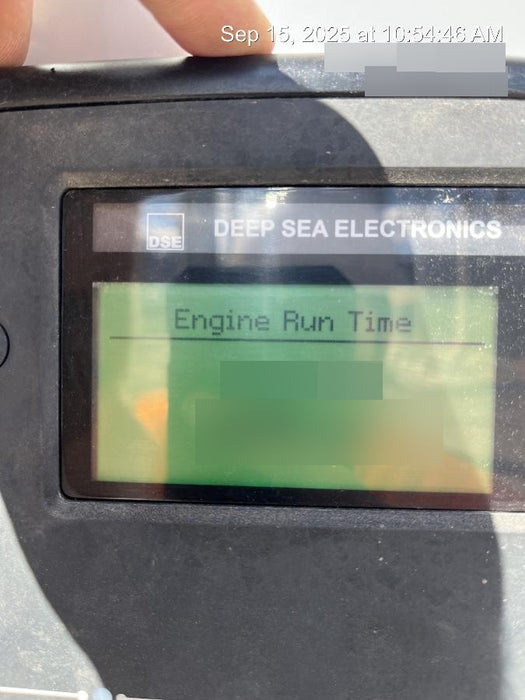 Sep 15, 2025 at 10:54:46 AM
DSE
DEEP SEA ELECTRONICS
Engine Run Time